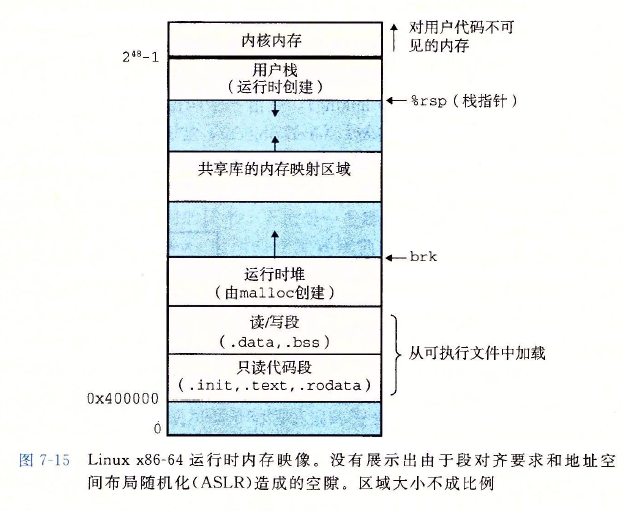 内核内存
对用户代码不可
见的内存
2⁴⁸-1
用户栈
(运行时创建)
%rsp (栈指针)
共享库的内存映射区域
brk
运行时堆
(由malloc创建)
读/写段
(.data,.bss)
从可执行文件中加载
只读代码段
(.init,.text,.rodata)
0x400000
0
图 7-15 Linux x86-64 运行时内存映像。没有展示出由于段对齐要求和地址空
间布局随机化(ASLR)造成的空隙。区域大小不成比例